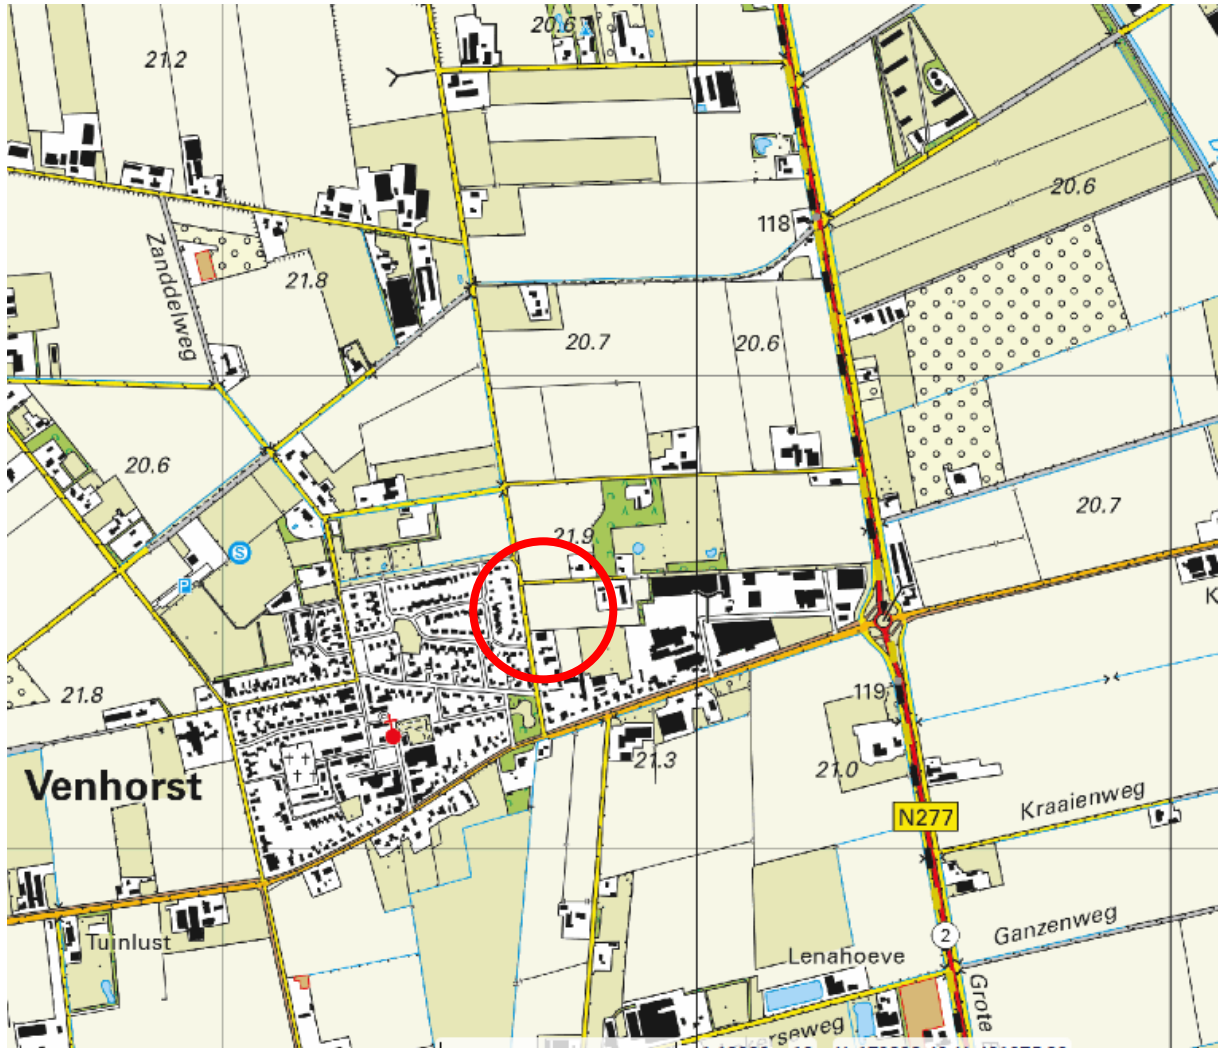 20.6
21.2
20.6
118
Zanddelweg
21.8
20.7
20.6
20.6
20.7
21.9
S
P
K
21.8
119
Venhorst
21.3
21.0
Kraaienweg
N277
Ganzenweg
2
Tuinlust
Lenahoeve
Grote